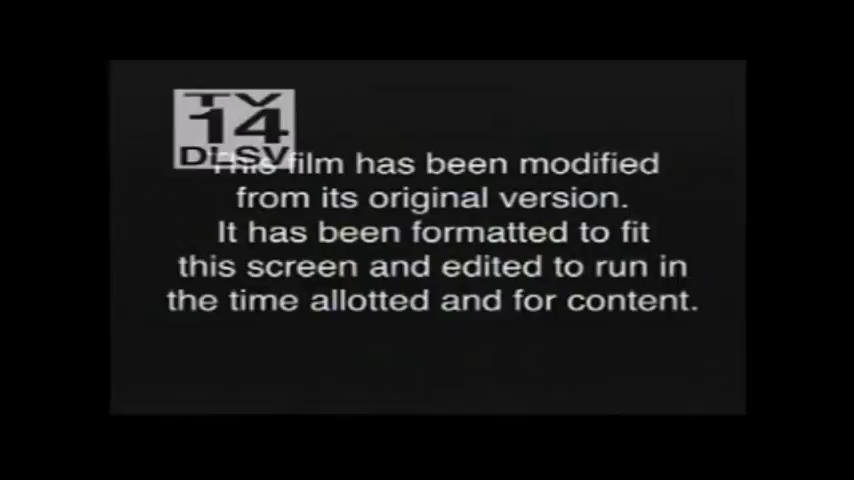 TV
14
DLSV
This film has been modified
from its original version.
It has been formatted to fit
this screen and edited to run in
the time allotted and for content.